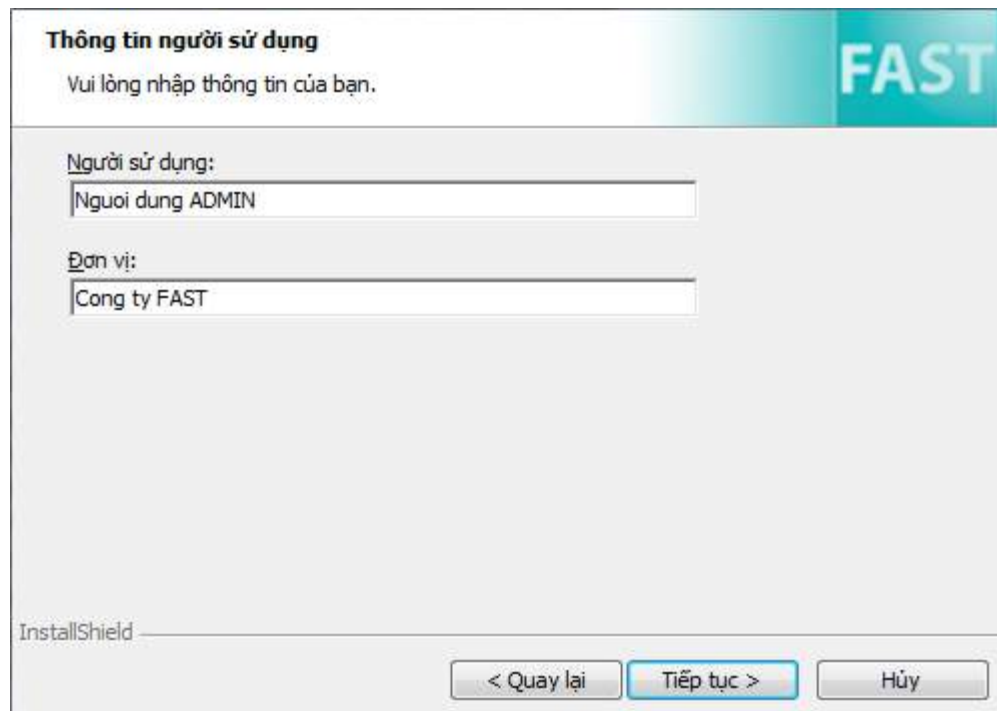 Thông tin người sử dụng
Vui lòng nhập thông tin của bạn.
FAST
Người sử dụng:
Nguoi dung ADMIN
Đơn vị:
Cong ty FAST
InstallShield
< Quay lại
Tiếp tục >
Hủy